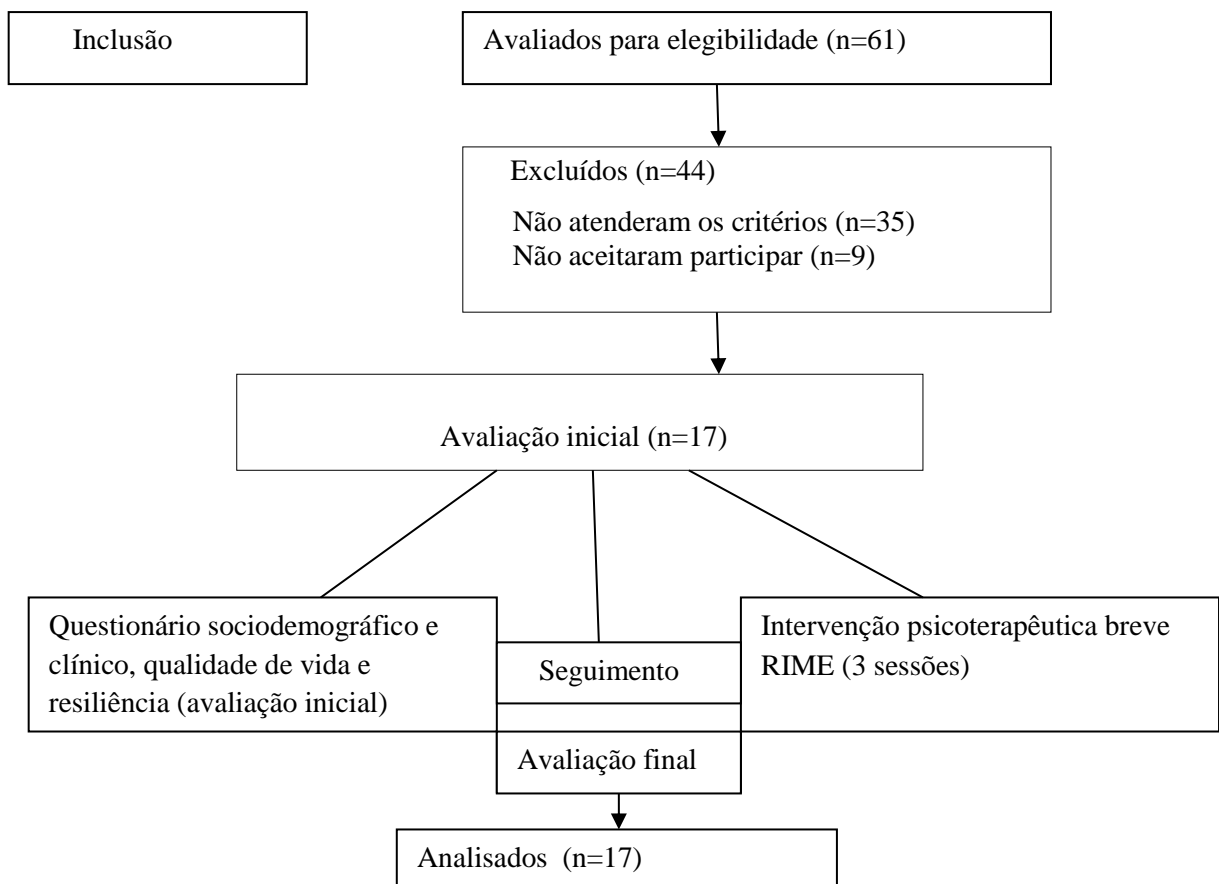 Inclusão
Avaliados para elegibilidade (n=61)
Excluídos (n=44)
Não atenderam os critérios (n=35)
Não aceitaram participar (n=9)
Avaliação inicial (n=17)
Questionário sociodemográfico e
clínico, qualidade de vida e
resiliência (avaliação inicial)
Seguimento
Intervenção psicoterapêutica breve
RIME (3 sessões)
Avaliação final
Analisados (n=17)